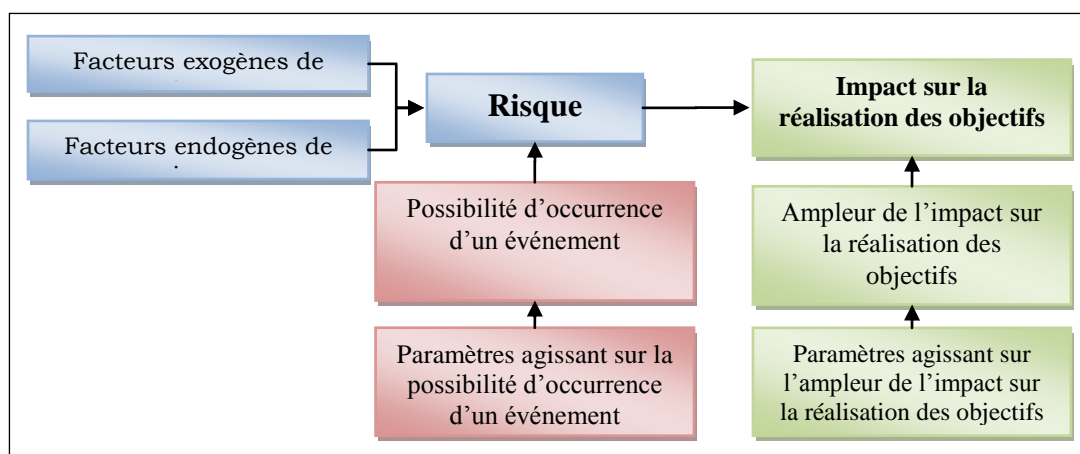 Facteurs exogènes de
Facteurs endogènes de
Risque
Impact sur la
réalisation des objectifs
Possibilité d’occurrence
d’un événement
Ampleur de l’impact sur
la réalisation des
objectifs
Paramètres agissant sur la
possibilité d’occurrence
d’un événement
Paramètres agissant sur
l’ampleur de l’impact sur
la réalisation des objectifs